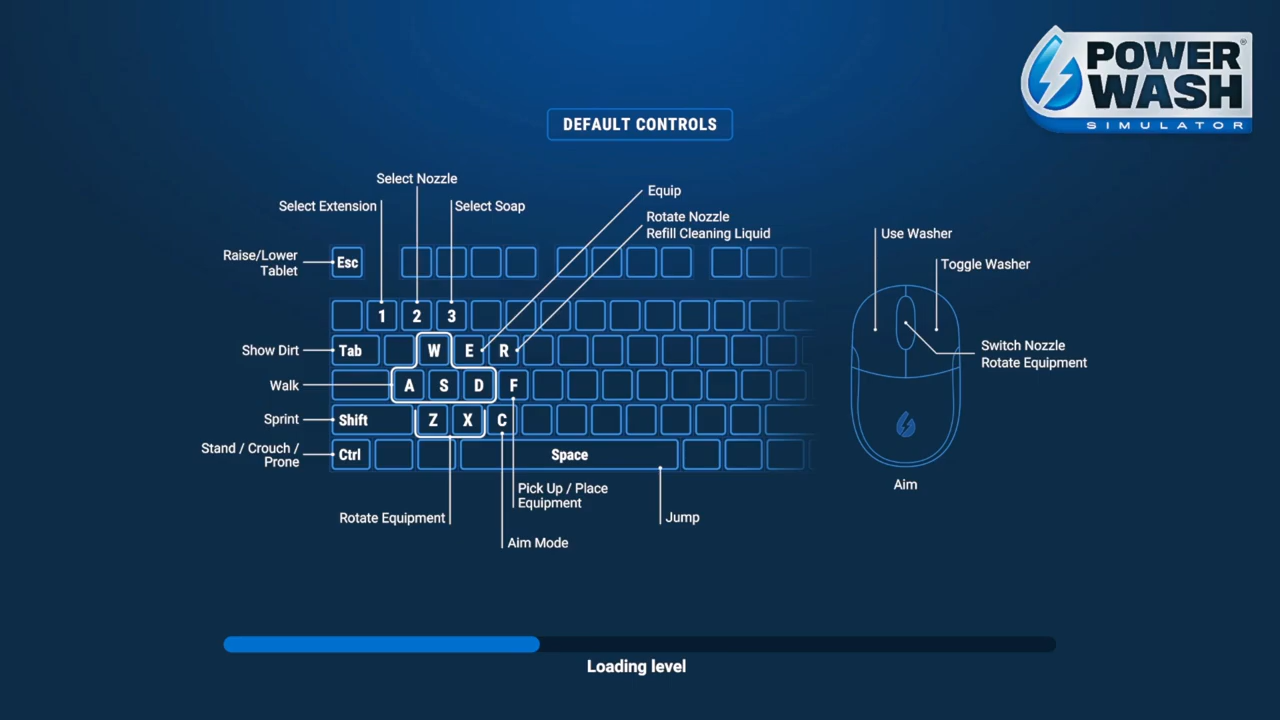 POWER
WASH
SIMULATOR
DEFAULT CONTROLS
Select Nozzle
Select Extension
Select Soap
Equip
Rotate Nozzle
Refill Cleaning Liquid
Raise/Lower
Tablet
Esc
1 2 3
Show Dirt
Tab W E R
Walk
A S D F
Sprint
Shift Z X C
Stand / Crouch /
Prone
Ctrl Space
Pick Up / Place
Equipment
Rotate Equipment
Jump
Aim Mode
Use Washer
Toggle Washer
Switch Nozzle
Rotate Equipment
Aim
Loading level